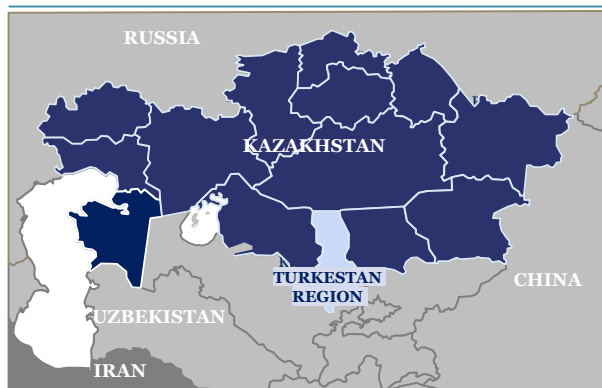 RUSSIA
KAZAKHSTAN
TURKESTAN
REGION
CHINA
UZBEKISTAN
IRAN